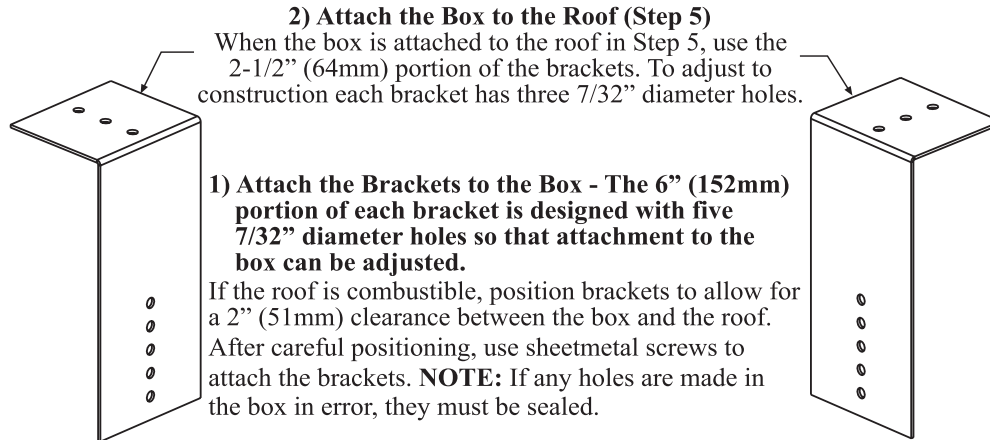 2) Attach the Box to the Roof (Step 5)
When the box is attached to the roof in Step 5, use the
2-1/2” (64mm) portion of the brackets. To adjust to
construction each bracket has three 7/32” diameter holes.
1) Attach the Brackets to the Box - The 6” (152mm)
portion of each bracket is designed with five
7/32” diameter holes so that attachment to the
box can be adjusted.
If the roof is combustible, position brackets to allow for
a 2” (51mm) clearance between the box and the roof.
After careful positioning, use sheetmetal screws to
attach the brackets. NOTE: If any holes are made in
the box in error, they must be sealed.